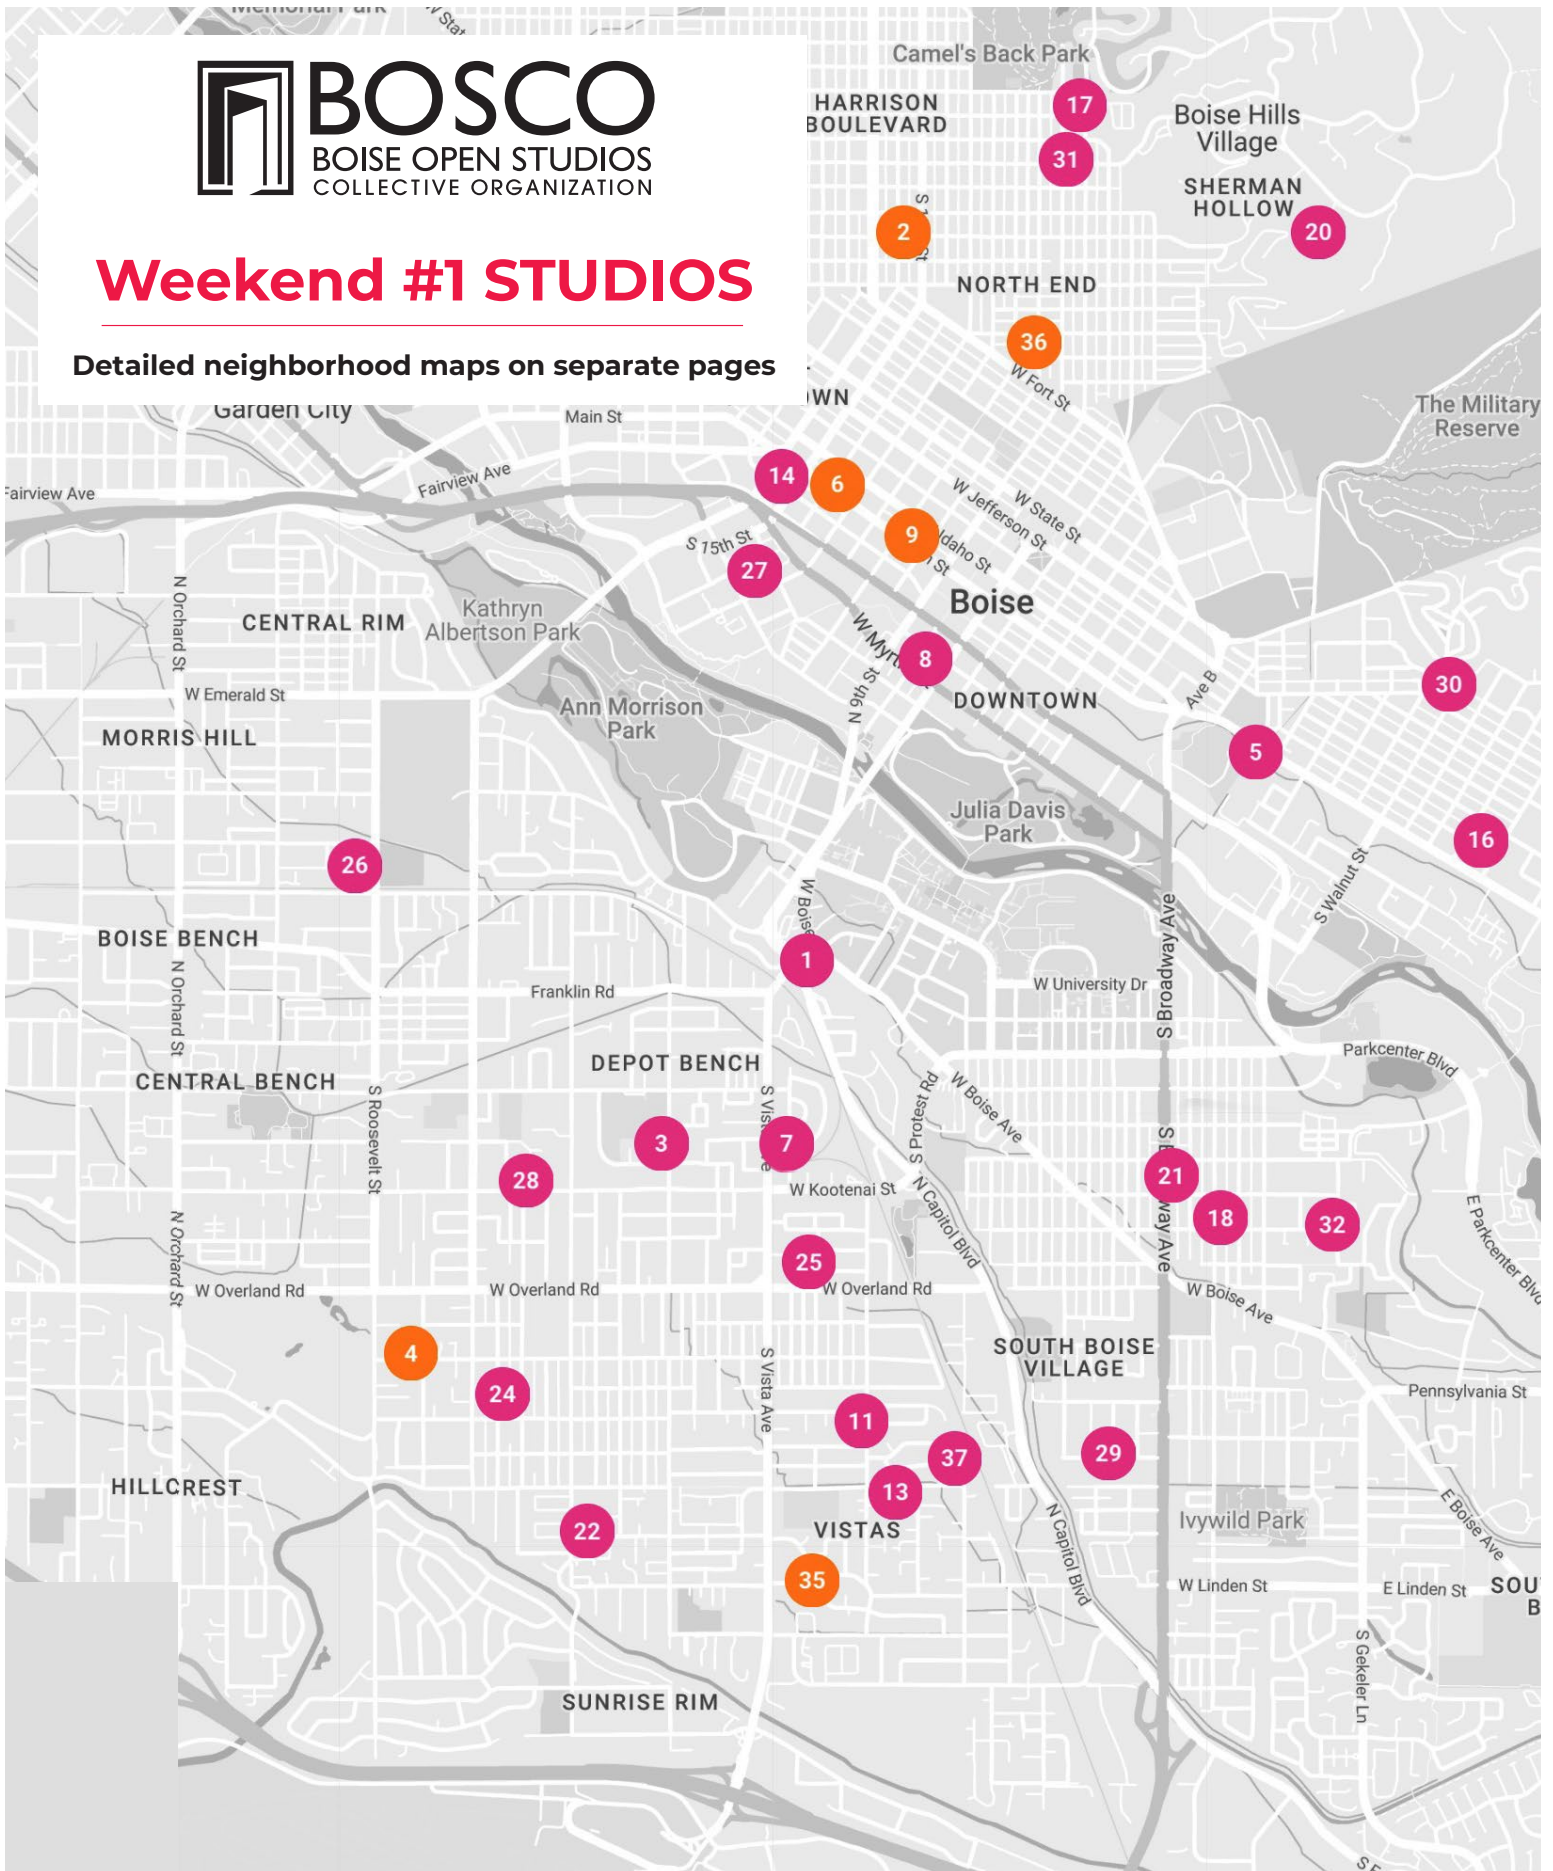 Memorial Park
BOSCO
BOISE OPEN STUDIOS
COLLECTIVE ORGANIZATION
Weekend #1 STUDIOS
Detailed neighborhood maps on separate pages
Camel's Back Park
17
HARRISON
BOULEVARD
Boise Hills
Village
31
SHERMAN
HOLLOW
2
20
NORTH END
36
W Fort St
OWN
Garden City
Main St
The Military
Reserve
Fairview Ave
Fairview Ave
14
6
W Jefferson St
W State St
9
Idaho St
S 15th St
27
Boise
N Orchard St
CENTRAL RIM
Kathryn
Albertson Park
8
N 9th St
DOWNTOWN
Ave B
30
W Emerald St
Ann Morrison
Park
MORRIS HILL
5
Julia Davis
Park
16
26
S Walnut St
BOISE BENCH
W Boise
1
S Broadway Ave
N Orchard St
Franklin Rd
W University Dr
DEPOT BENCH
Parkcenter Blvd
CENTRAL BENCH
S Roosevelt St
S Protest Rd
W Boise Ave
3
7
28
W Kootenai St
21
18
32
N Capitol Blvd
E Parkcenter Blvd
N Orchard St
25
W Overland Rd
W Overland Rd
W Overland Rd
W Boise Ave
4
SOUTH BOISE
VILLAGE
24
S Vista Ave
Pennsylvania St
11
37
29
HILLCREST
13
22
VISTAS
N Capitol Blvd
Ivywild Park
E Boise Ave
35
W Linden St
E Linden St
SOU
B
S Gekeler Ln
SUNRISE RIM